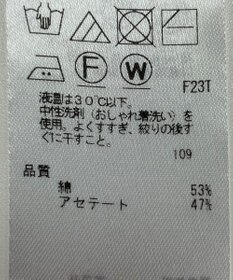 F
W
F23T
液温は30℃以下。
中性洗剤(おしゃれ着洗い)を
使用。よくすすぎ、絞りの後す
ぐに干すこと。
109
品質
綿 53%
アセテート 47%